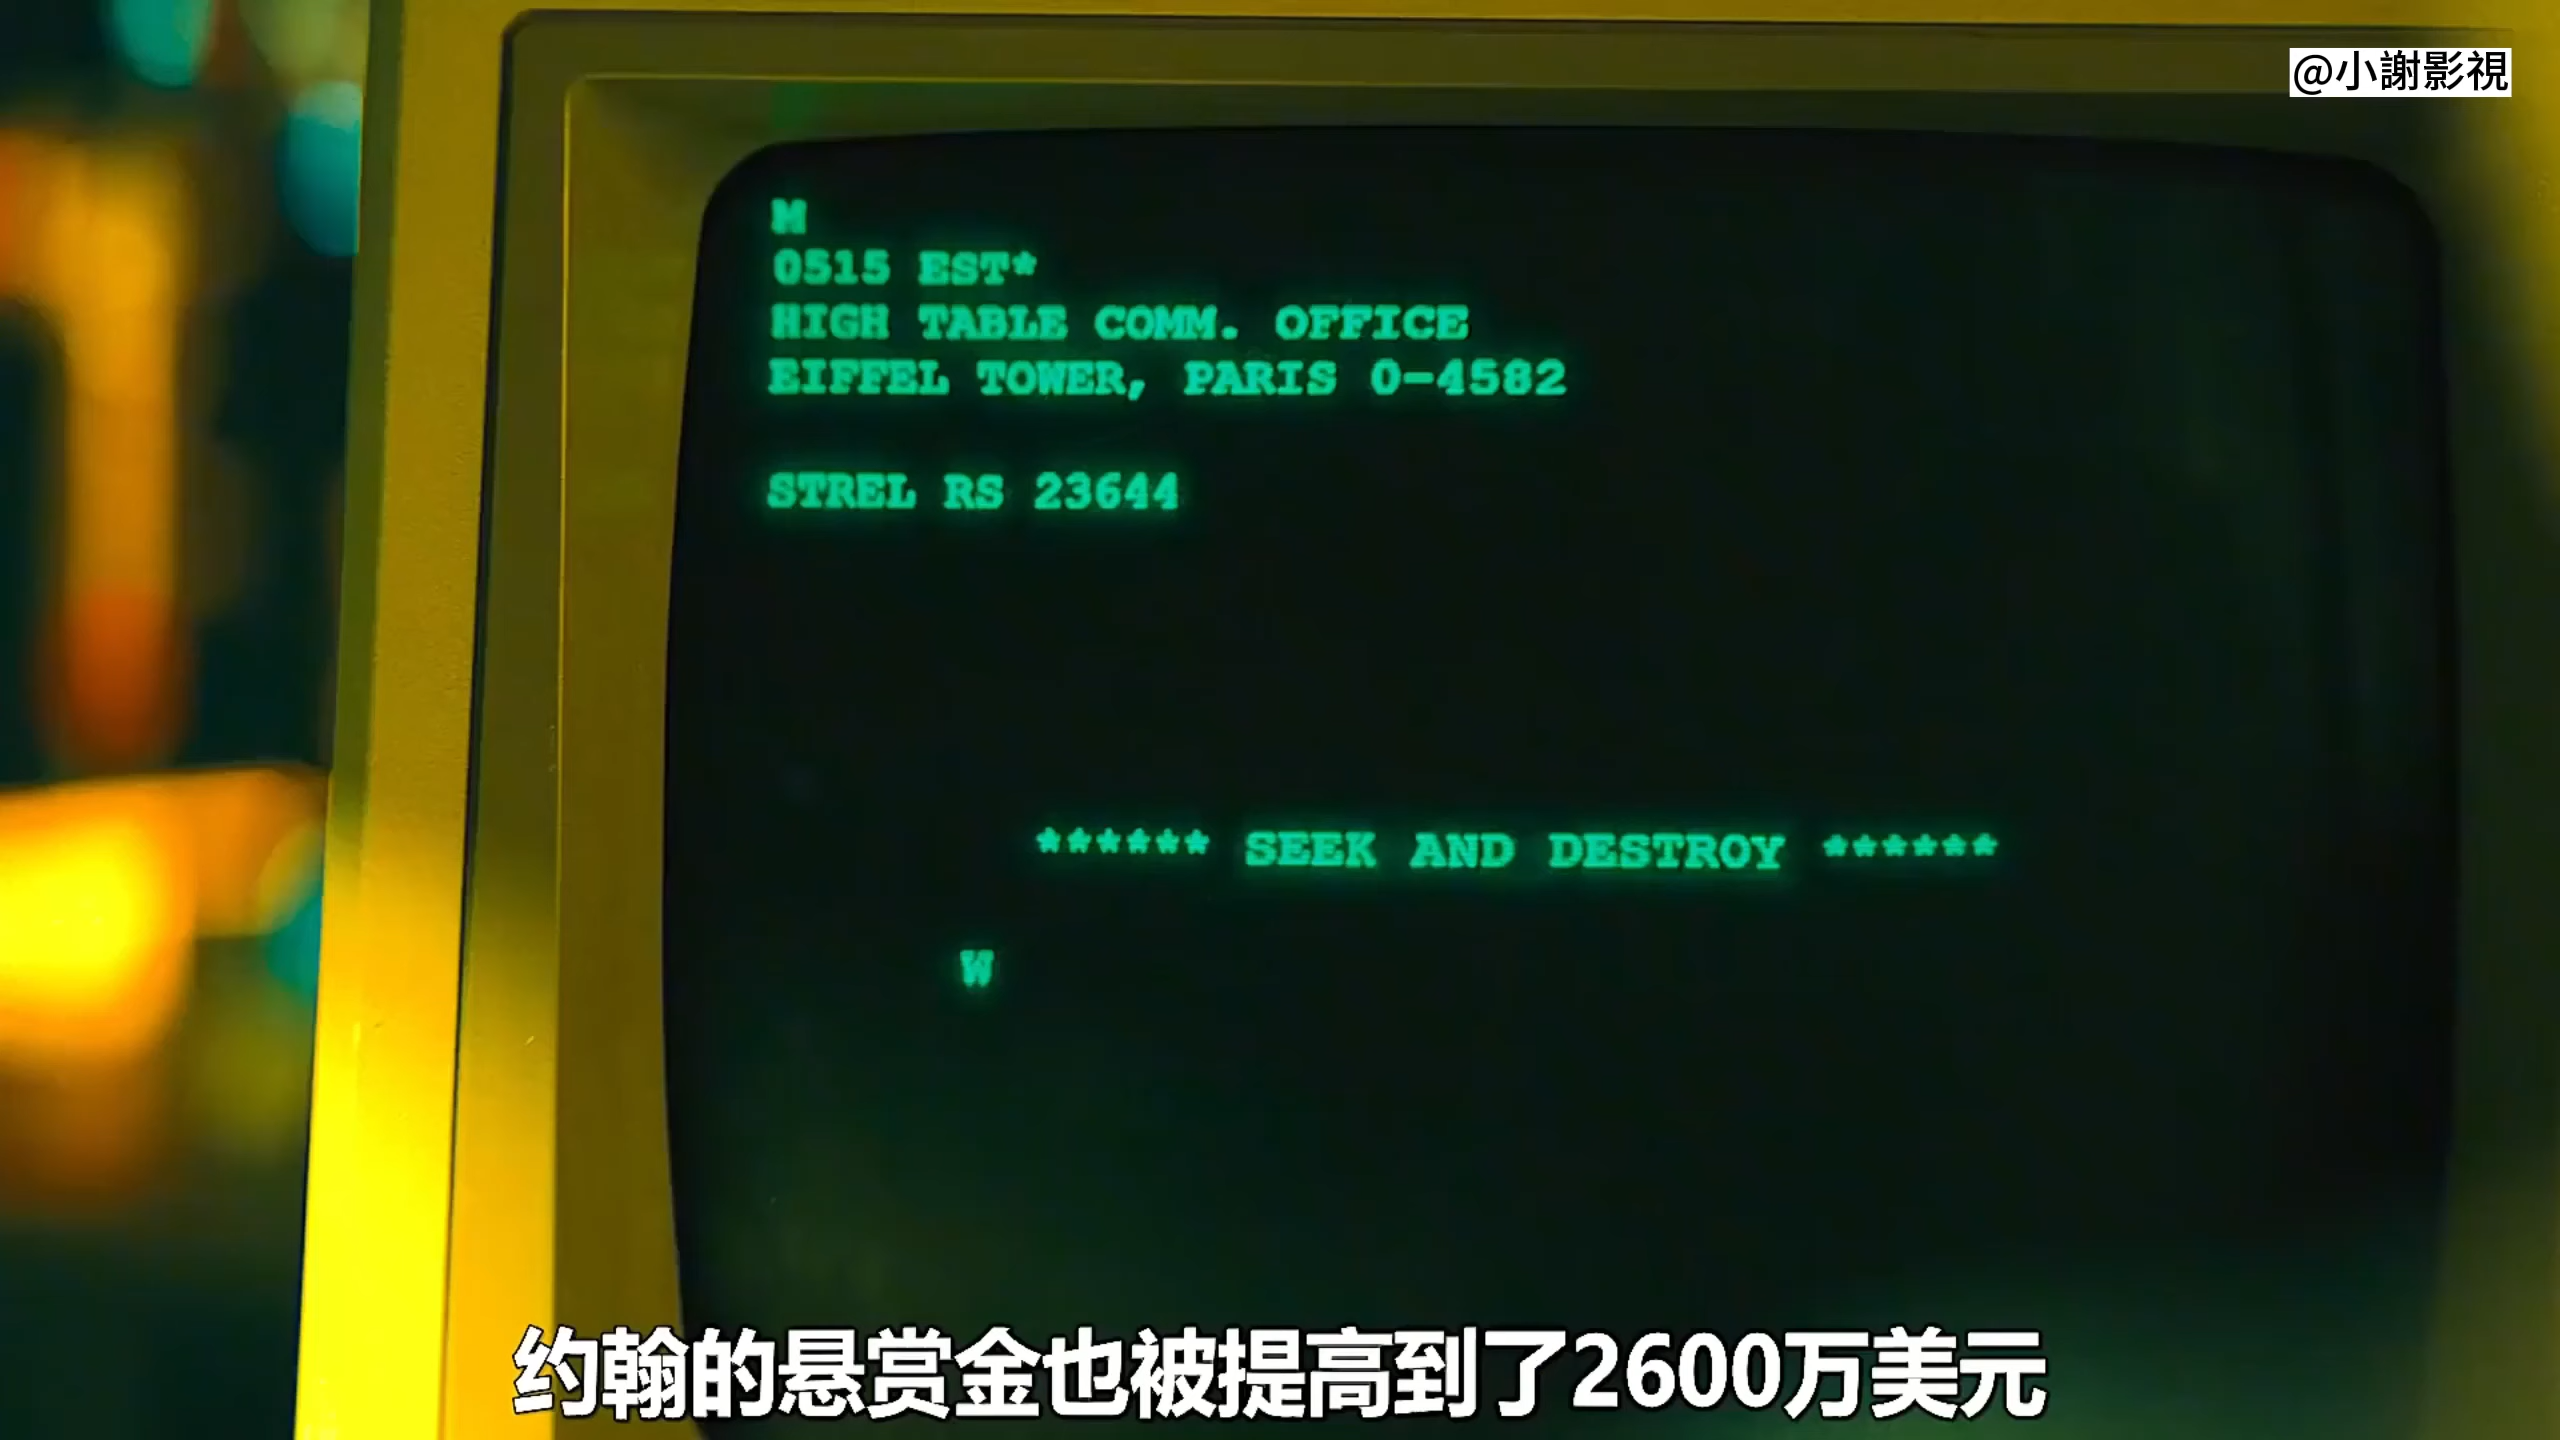 @小謝影視
M
0515 EST*
HIGH TABLE COMM. OFFICE
EIFFEL TOWER, PARIS 0-4582
STREL RS 23644
****** SEEK AND DESTROY ******
W
约翰的悬赏金也被提高到了2600万美元